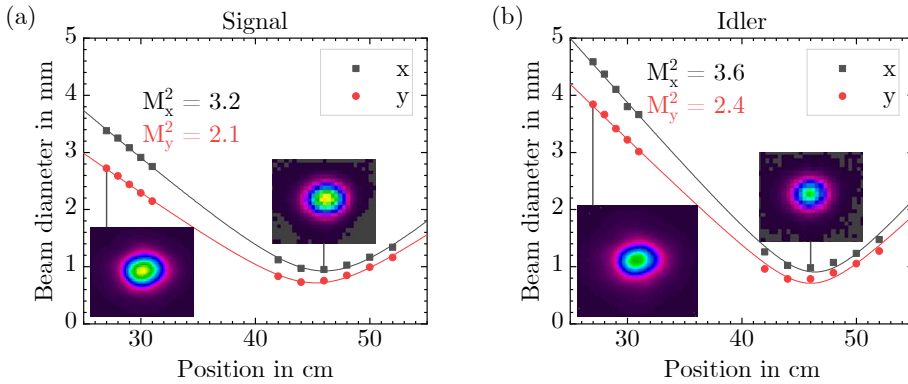 (a)
Signal
5
4
3
2
1
0
Beam diameter in mm
x
y
M²ₓ = 3.2
M²_y = 2.1
30
40
50
Position in cm
(b)
Idler
5
4
3
2
1
0
Beam diameter in mm
x
y
M²ₓ = 3.6
M²_y = 2.4
30
40
50
Position in cm